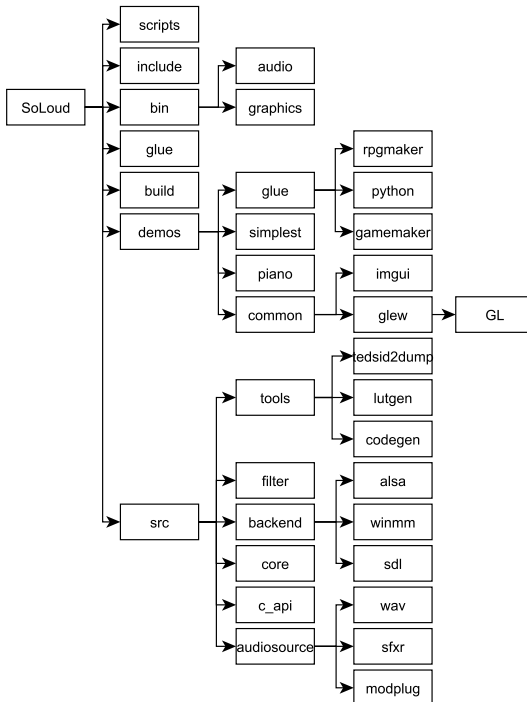 scripts
include
audio
SoLoud
bin
graphics
glue
rpgmaker
build
glue
python
demos
simplest
gamemaker
piano
imgui
common
glew
GL
tedsid2dump
tools
lutgen
codegen
filter
alsa
src
backend
winmm
core
sdl
c_api
wav
audiosource
sfxr
modplug